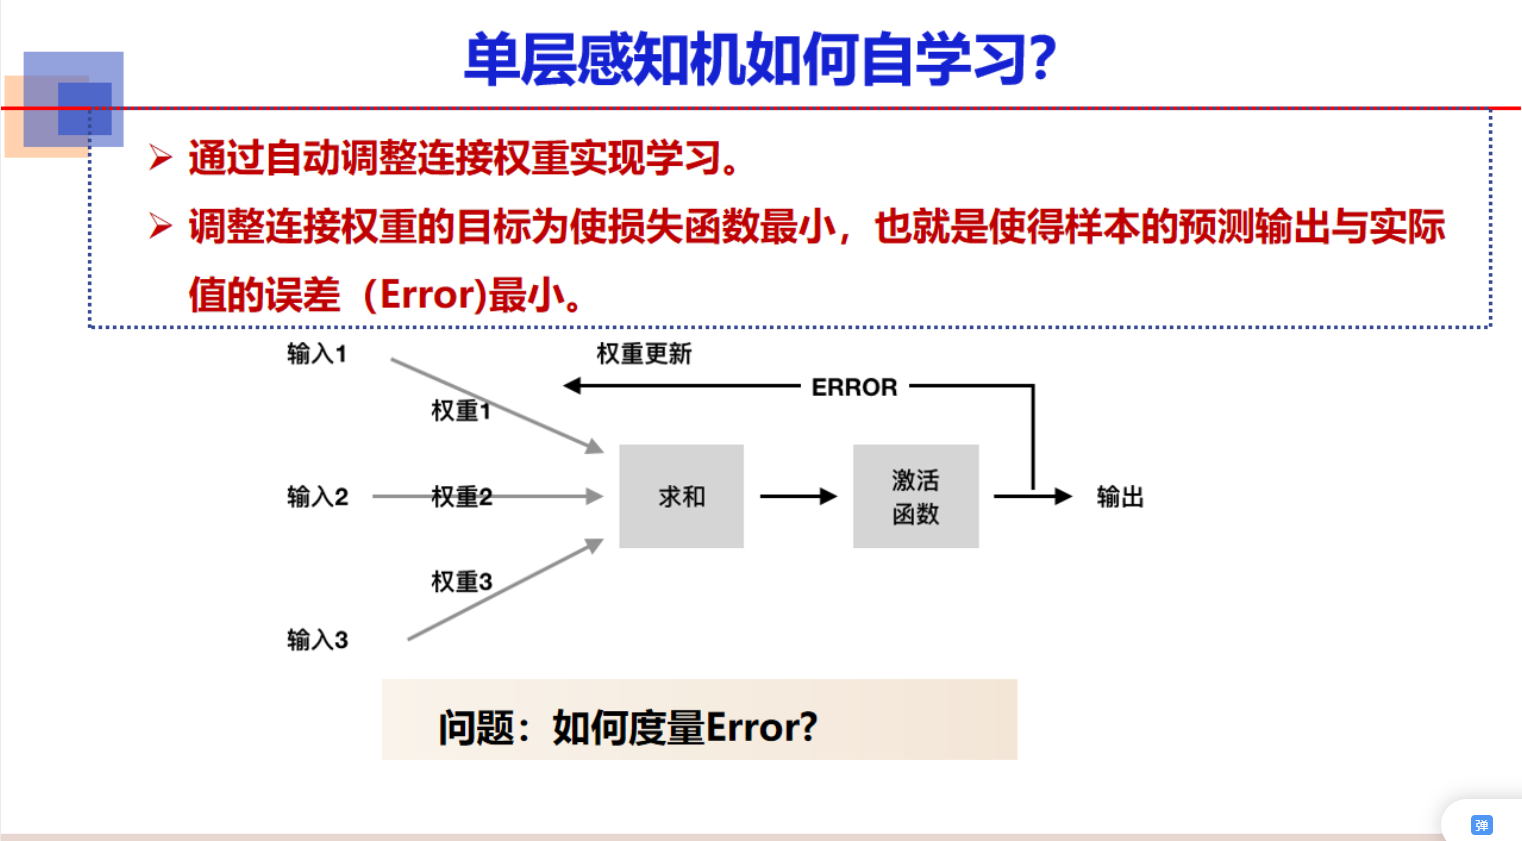 单层感知机如何自学习？
通过自动调整连接权重实现学习。
调整连接权重的目标为使损失函数最小，也就是使得样本的预测输出与实际
值的误差（Error)最小。
输入1
权重更新
ERROR
权重1
输入2
权重2
求和
激活
函数
输出
权重3
输入3
问题：如何度量Error?
弹